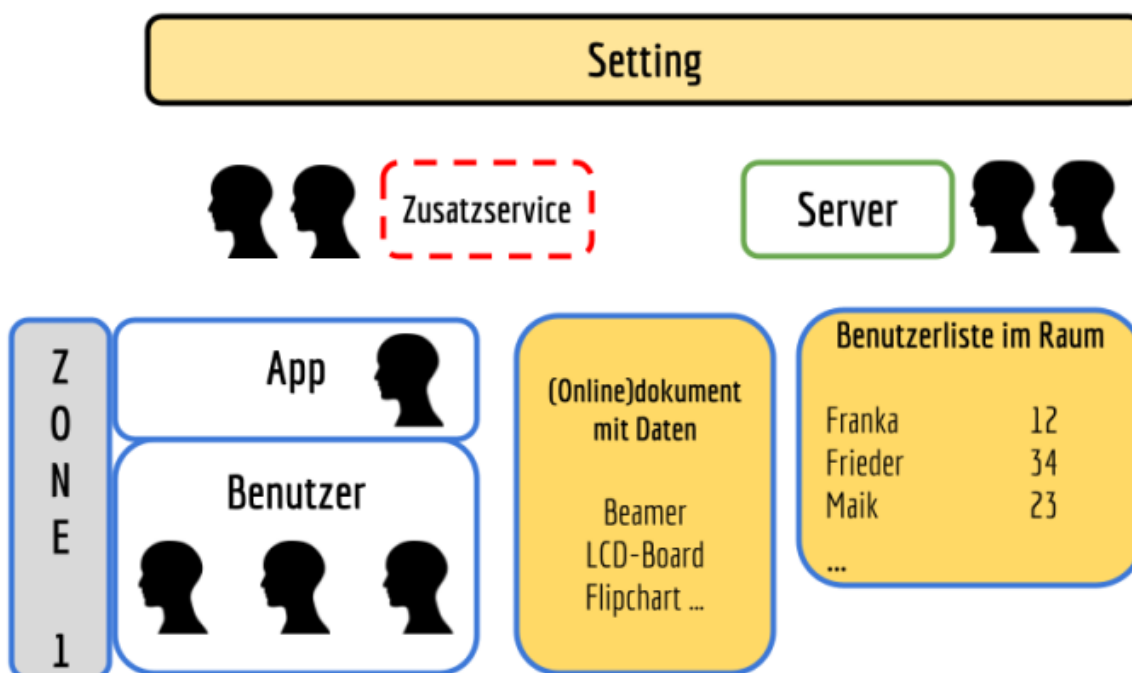 Setting
Zusatzservice
Server
ZONE 1
App
Benutzer
(Online)dokument
mit Daten
Beamer
LCD-Board
Flipchart ...
Benutzerliste im Raum
Franka 12
Frieder 34
Maik 23
...